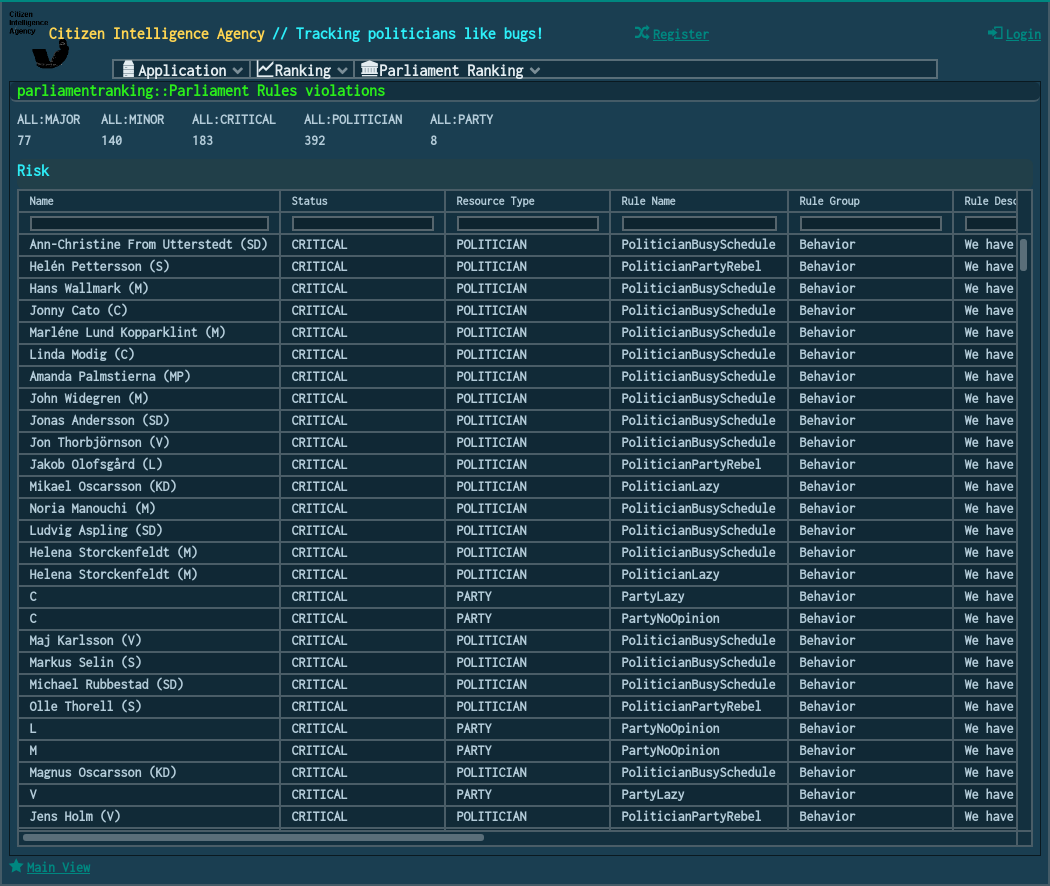 Citizen
Intelligence
Agency
Citizen Intelligence Agency // Tracking politicians like bugs!
Register
Login
Application Ranking Parliament Ranking
parliamentranking::Parliament Rules violations
ALL:MAJOR ALL:MINOR ALL:CRITICAL ALL:POLITICIAN ALL:PARTY
77 140 183 392 8
Risk
Name Status Resource Type Rule Name Rule Group Rule Desc
Ann-Christine From Utterstedt (SD) CRITICAL POLITICIAN PoliticianBusySchedule Behavior We have
Helén Pettersson (S) CRITICAL POLITICIAN PoliticianPartyRebel Behavior We have
Hans Wallmark (M) CRITICAL POLITICIAN PoliticianBusySchedule Behavior We have
Jonny Cato (C) CRITICAL POLITICIAN PoliticianBusySchedule Behavior We have
Marléne Lund Kopparklint (M) CRITICAL POLITICIAN PoliticianBusySchedule Behavior We have
Linda Modig (C) CRITICAL POLITICIAN PoliticianBusySchedule Behavior We have
Amanda Palmstierna (MP) CRITICAL POLITICIAN PoliticianBusySchedule Behavior We have
John Widegren (M) CRITICAL POLITICIAN PoliticianBusySchedule Behavior We have
Jonas Andersson (SD) CRITICAL POLITICIAN PoliticianBusySchedule Behavior We have
Jon Thorbjörnson (V) CRITICAL POLITICIAN PoliticianBusySchedule Behavior We have
Jakob Olofsgård (L) CRITICAL POLITICIAN PoliticianPartyRebel Behavior We have
Mikael Oscarsson (KD) CRITICAL POLITICIAN PoliticianLazy Behavior We have
Noria Manouchi (M) CRITICAL POLITICIAN PoliticianBusySchedule Behavior We have
Ludvig Aspling (SD) CRITICAL POLITICIAN PoliticianBusySchedule Behavior We have
Helena Storckenfeldt (M) CRITICAL POLITICIAN PoliticianBusySchedule Behavior We have
Helena Storckenfeldt (M) CRITICAL POLITICIAN PoliticianLazy Behavior We have
C CRITICAL PARTY PartyLazy Behavior We have
C CRITICAL PARTY PartyNoOpinion Behavior We have
Maj Karlsson (V) CRITICAL POLITICIAN PoliticianBusySchedule Behavior We have
Markus Selin (S) CRITICAL POLITICIAN PoliticianBusySchedule Behavior We have
Michael Rubbestad (SD) CRITICAL POLITICIAN PoliticianBusySchedule Behavior We have
Olle Thorell (S) CRITICAL POLITICIAN PoliticianPartyRebel Behavior We have
L CRITICAL PARTY PartyNoOpinion Behavior We have
M CRITICAL PARTY PartyNoOpinion Behavior We have
Magnus Oscarsson (KD) CRITICAL POLITICIAN PoliticianBusySchedule Behavior We have
V CRITICAL PARTY PartyLazy Behavior We have
Jens Holm (V) CRITICAL POLITICIAN PoliticianPartyRebel Behavior We have
Main View